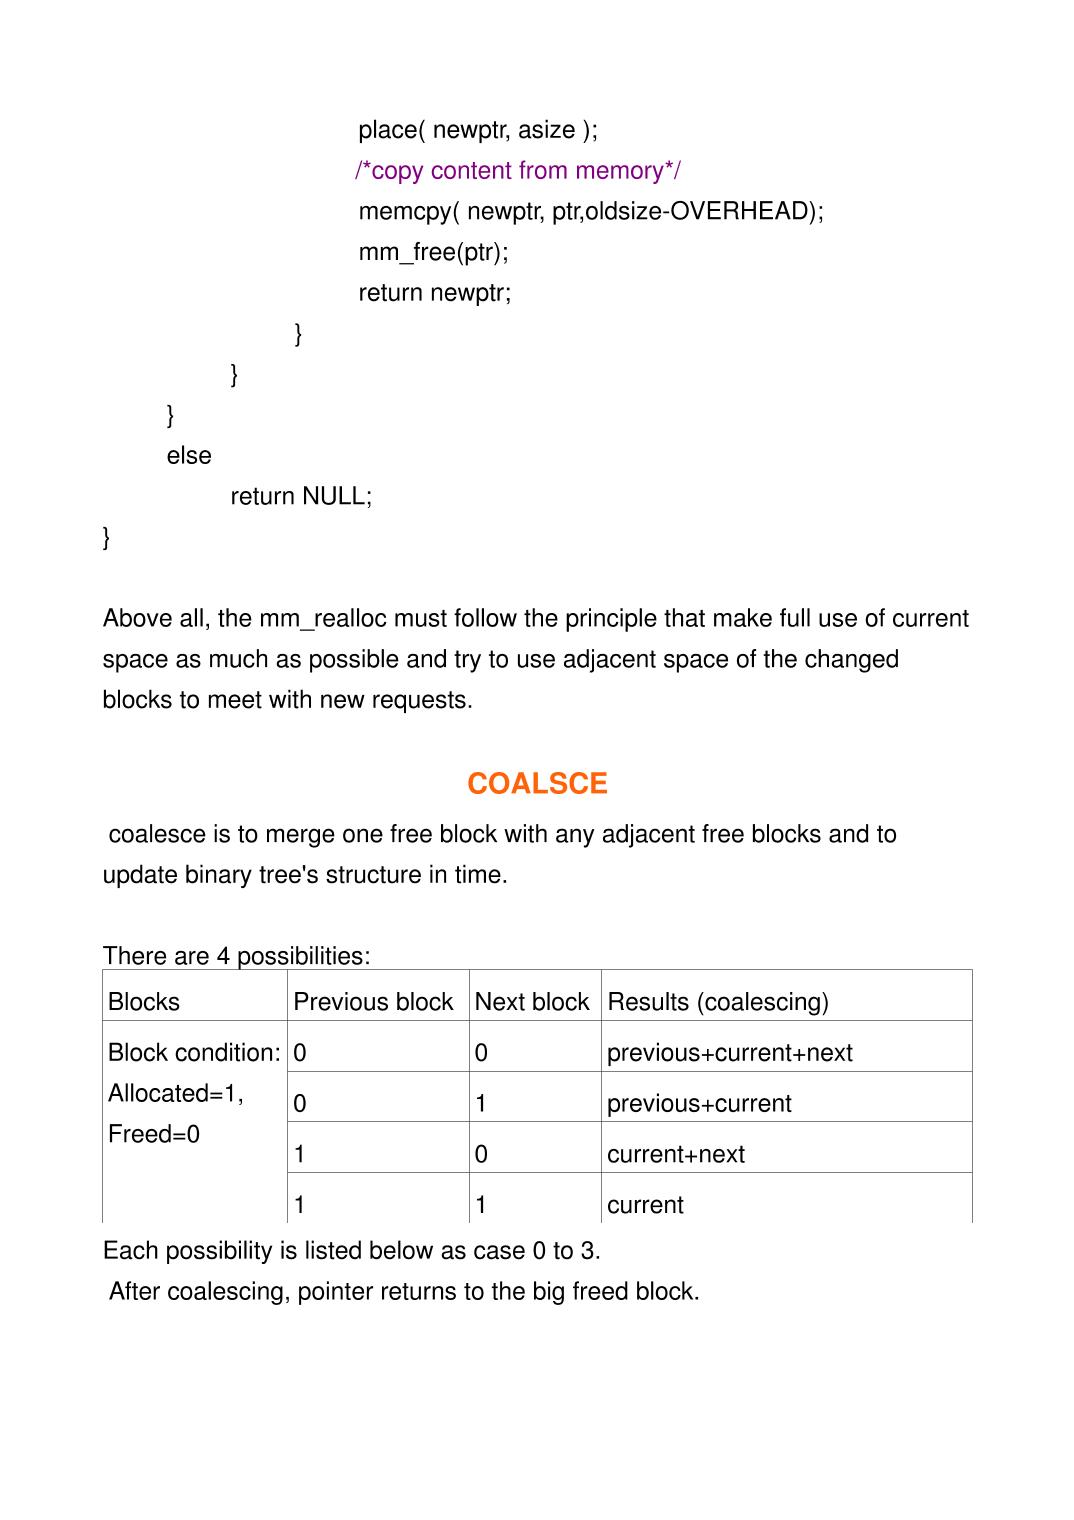 place( newptr, asize );
/*copy content from memory*/
memcpy( newptr, ptr,oldsize-OVERHEAD);
mm_free(ptr);
return newptr;
}
}
}
else
return NULL;
}
Above all, the mm_realloc must follow the principle that make full use of current
space as much as possible and try to use adjacent space of the changed
blocks to meet with new requests.
COALSCE
coalesce is to merge one free block with any adjacent free blocks and to
update binary tree's structure in time.
There are 4 possibilities:
Blocks Previous block Next block Results (coalescing)
Block condition: 0 0 previous+current+next
Allocated=1,
0 1 previous+current
Freed=0
1 0 current+next
1 1 current
Each possibility is listed below as case 0 to 3.
After coalescing, pointer returns to the big freed block.